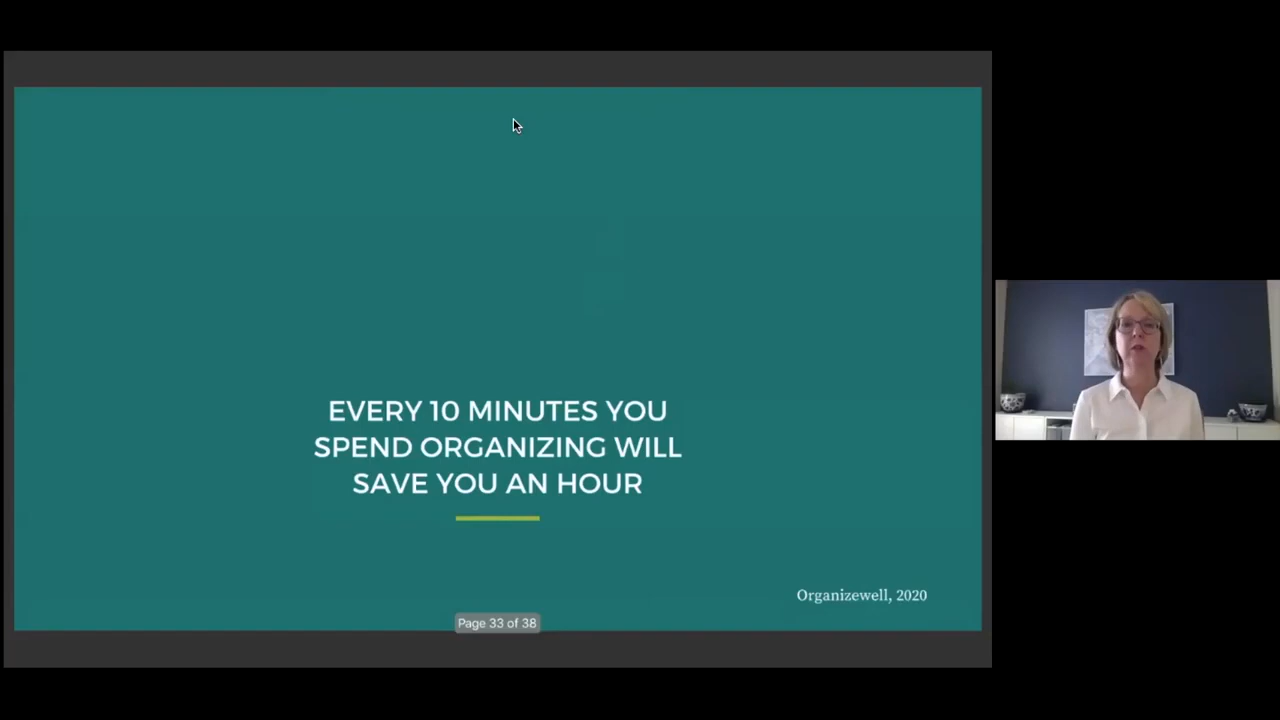 EVERY 10 MINUTES YOU
SPEND ORGANIZING WILL
SAVE YOU AN HOUR
Organizewell, 2020
Page 33 of 38